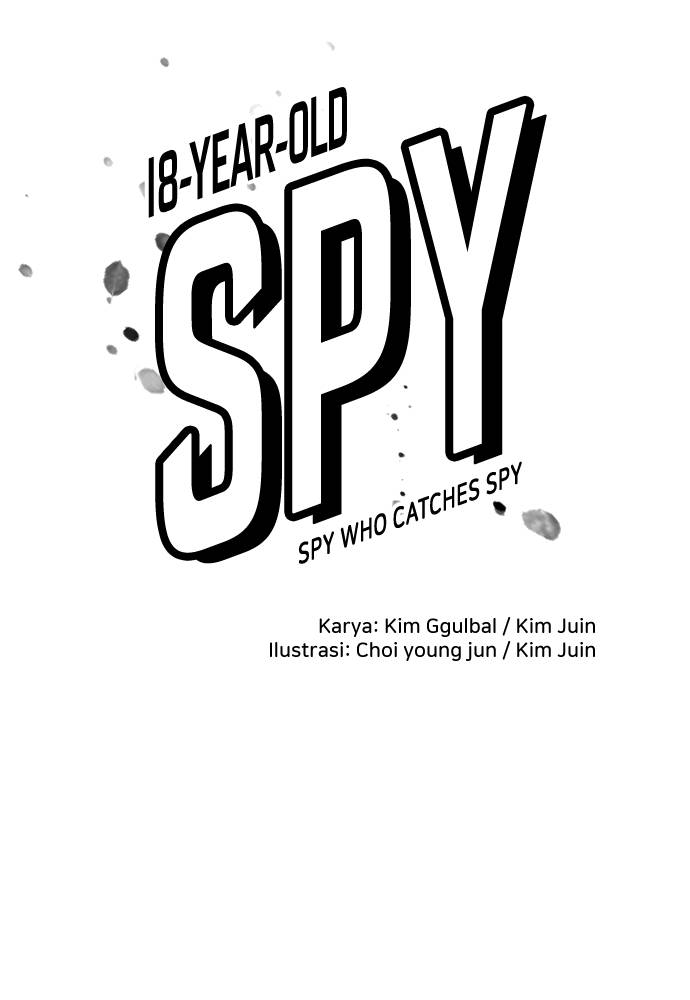 18-YEAR-OLD
SPY
SPY WHO CATCHES SPY
Karya: Kim Ggulbal / Kim Juin
Ilustrasi: Choi young jun / Kim Juin